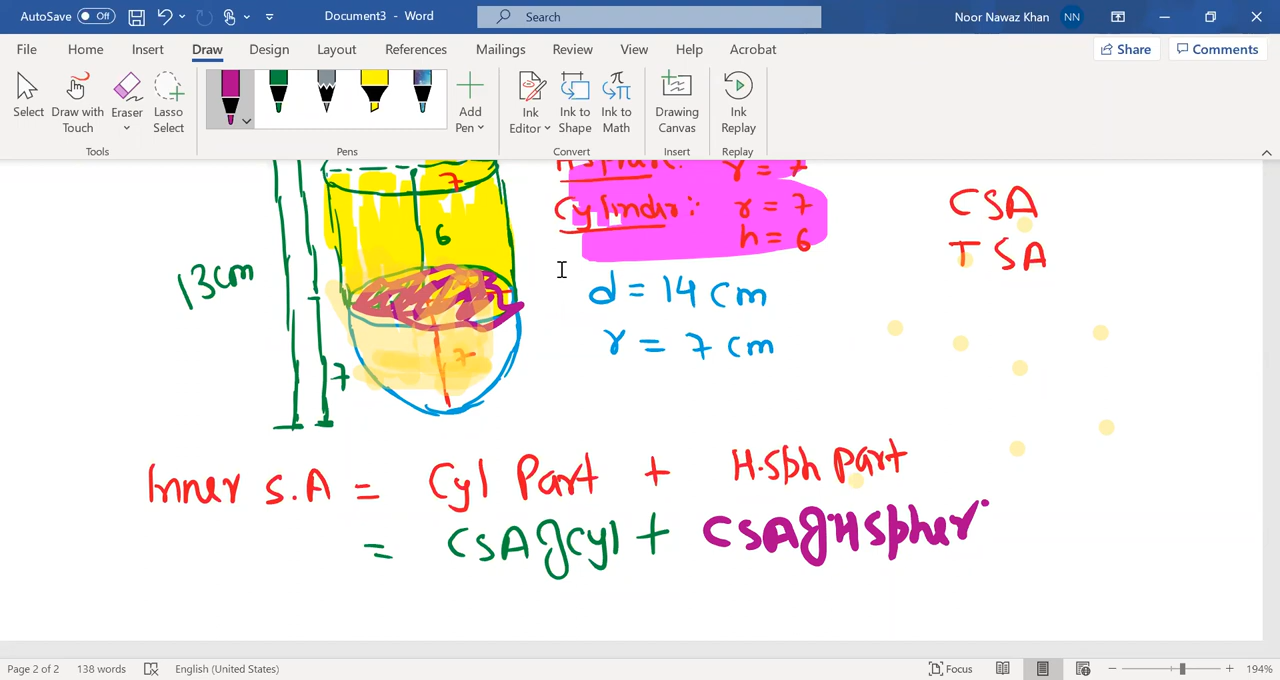 AutoSave Off Document3 - Word Search Noor Nawaz Khan NN
File Home Insert Draw Design Layout References Mailings Review View Help Acrobat Share Comments
Select Draw with Touch Eraser Lasso Select Add Pen Ink Editor Ink to Shape Ink to Math Drawing Canvas Ink Replay
Tools Pens Convert Insert Replay
7 r = 7
Cylinder: r = 7
h = 6
6
CSA
TSA
13cm
d = 14 cm
r = 7 cm
7
7
Inner S.A = Cyl Part + H.Sph part
= CSA of Cyl + CSA of HSpher
Page 2 of 2 138 words English (United States) Focus 194%